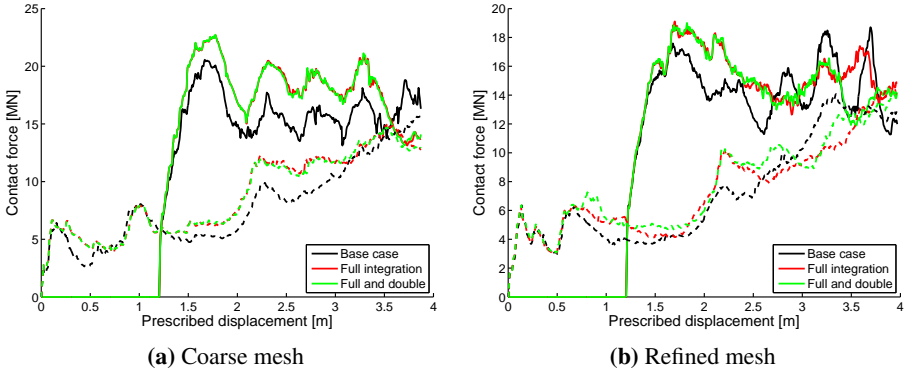 25
20
15
10
5
0
0
0.5
1
1.5
2
2.5
3
3.5
4
Contact force [MN]
Prescribed displacement [m]
Base case
Full integration
Full and double
(a) Coarse mesh
20
18
16
14
12
10
8
6
4
2
0
0
0.5
1
1.5
2
2.5
3
3.5
4
Contact force [MN]
Prescribed displacement [m]
Base case
Full integration
Full and double
(b) Refined mesh